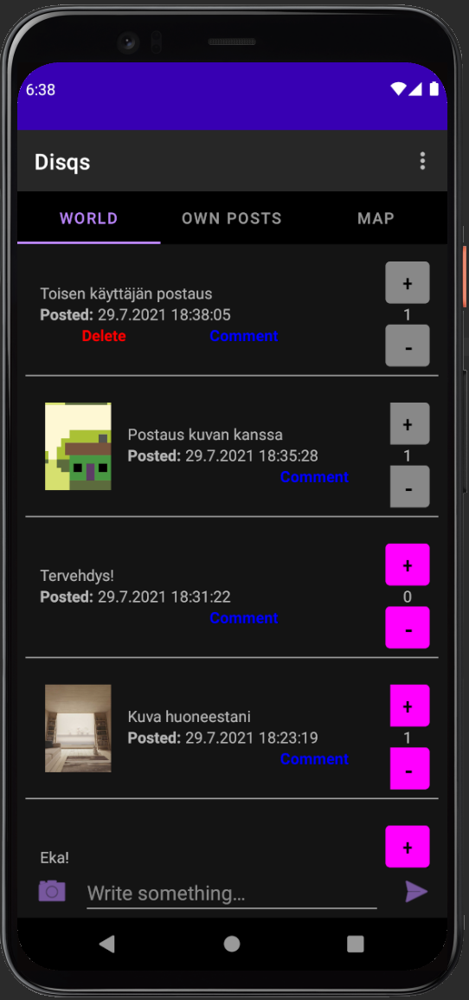 6:38
Disqs
WORLD OWN POSTS MAP
Toisen käyttäjän postaus
Posted: 29.7.2021 18:38:05
Delete Comment
+
1
-
Postaus kuvan kanssa
Posted: 29.7.2021 18:35:28
Comment
+
1
-
Tervehdys!
Posted: 29.7.2021 18:31:22
Comment
+
0
-
Kuva huoneestani
Posted: 29.7.2021 18:23:19
Comment
+
1
-
Eka!
+
Write something...